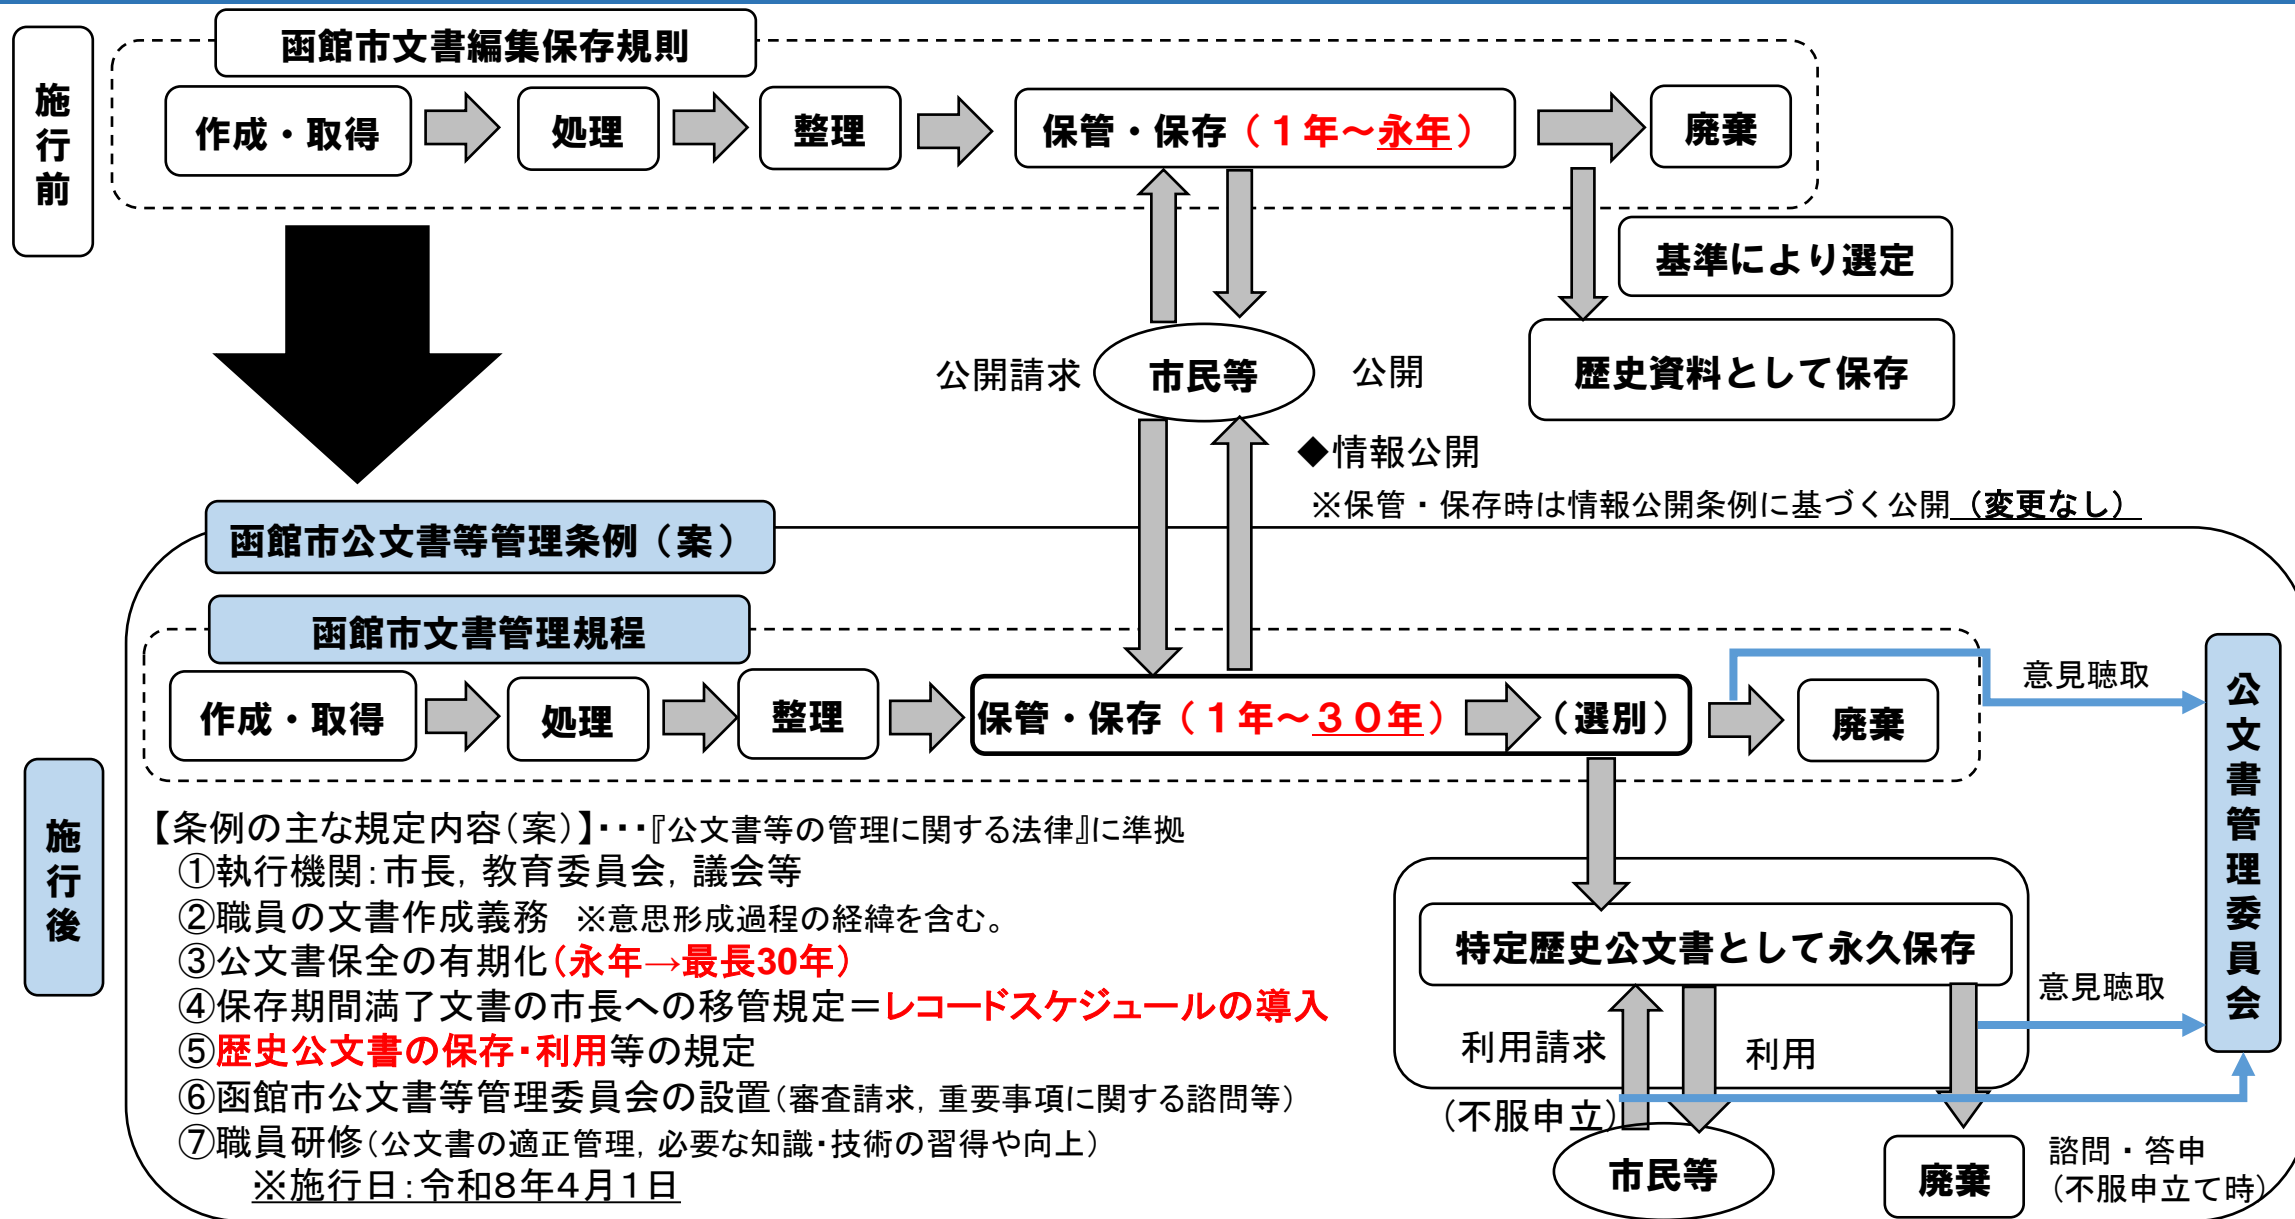 施行前
函館市文書編集保存規則
作成・取得
処理
整理
保管・保存（１年～永年）
廃棄
基準により選定
歴史資料として保存
公開請求
市民等
公開
◆情報公開
※保管・保存時は情報公開条例に基づく公開（変更なし）
函館市公文書等管理条例（案）
函館市文書管理規程
作成・取得
処理
整理
保管・保存（１年～３０年）
（選別）
廃棄
意見聴取
公文書管理委員会
施行後
【条例の主な規定内容（案）】・・・『公文書等の管理に関する法律』に準拠
①執行機関：市長，教育委員会，議会等
②職員の文書作成義務　※意思形成過程の経緯を含む。
③公文書保全の有期化（永年→最長30年）
④保存期間満了文書の市長への移管規定＝レコードスケジュールの導入
⑤歴史公文書の保存・利用等の規定
⑥函館市公文書等管理委員会の設置（審査請求，重要事項に関する諮問等）
⑦職員研修（公文書の適正管理，必要な知識・技術の習得や向上）
※施行日：令和８年４月１日
特定歴史公文書として永久保存
意見聴取
利用請求
利用
（不服申立）
市民等
廃棄
諮問・答申
（不服申立て時）